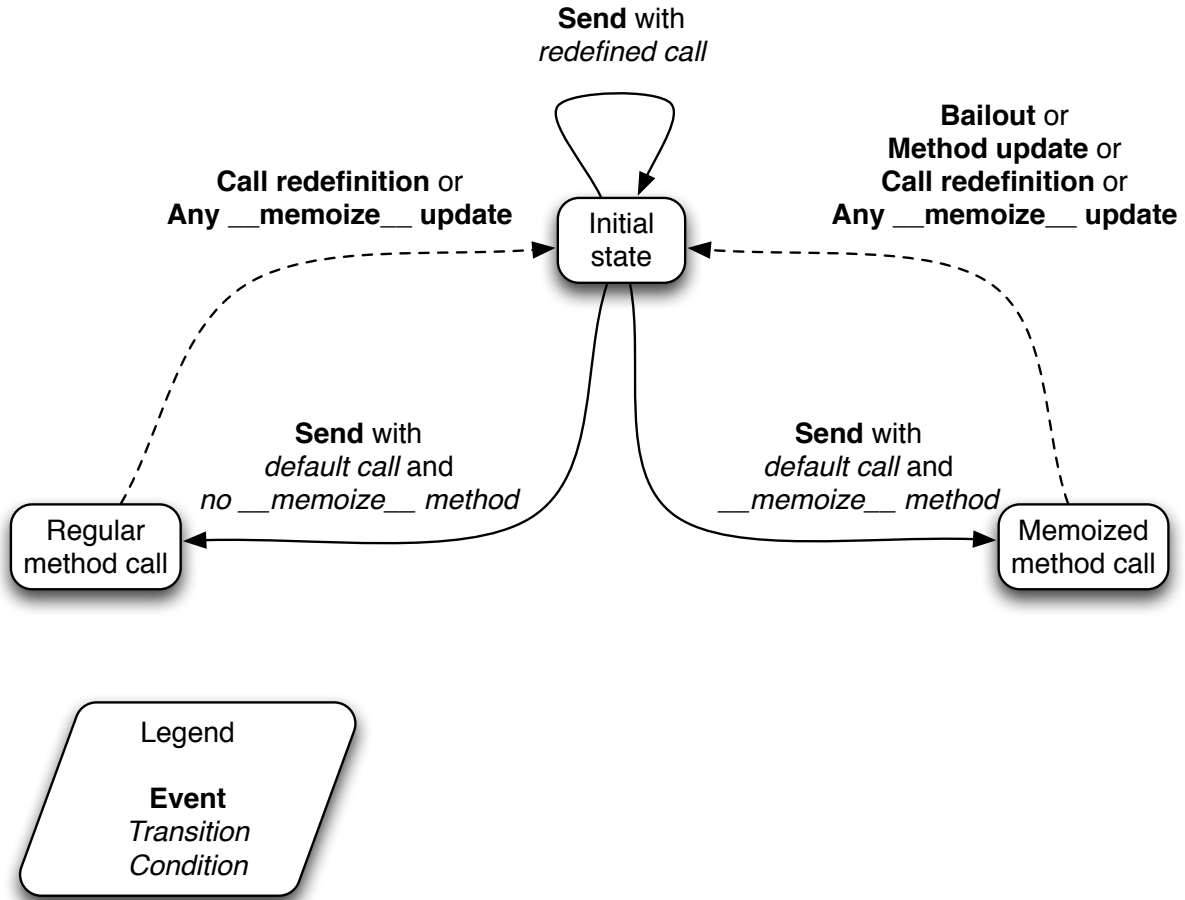 Send with
redefined call
Bailout or
Method update or
Call redefinition or
Any __memoize__ update
Call redefinition or
Any __memoize__ update
Initial
state
Send with
default call and
no __memoize__ method
Send with
default call and
__memoize__ method
Regular
method call
Memoized
method call
Legend
Event
Transition
Condition